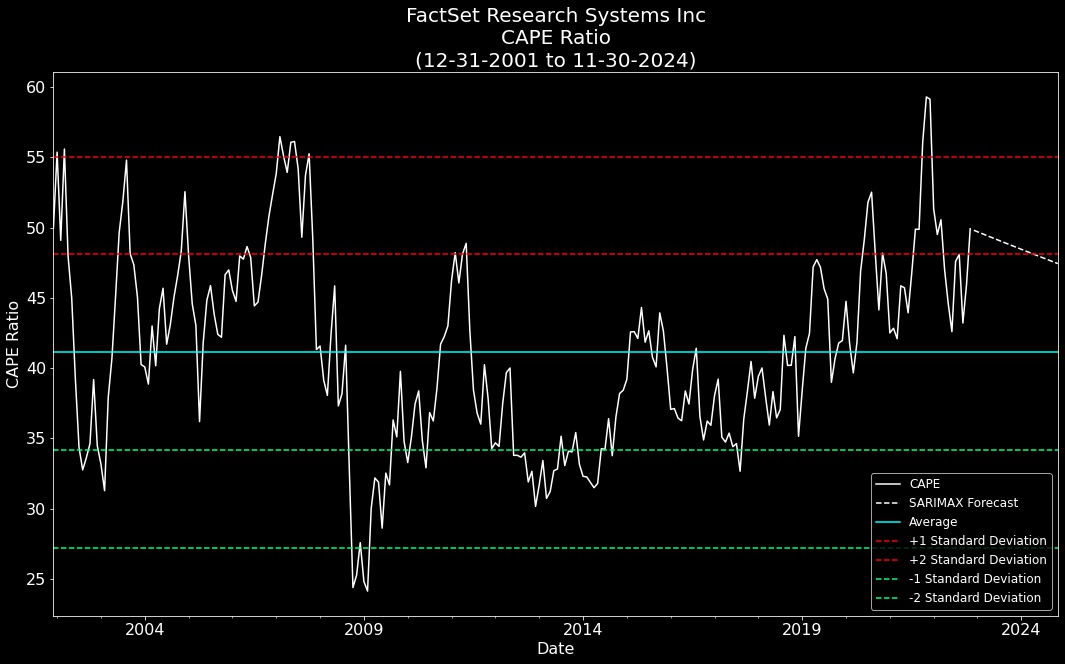 FactSet Research Systems Inc
CAPE Ratio
(12-31-2001 to 11-30-2024)
CAPE Ratio
60
55
50
45
40
35
30
25
2004
2009
2014
2019
2024
Date
CAPE
SARIMAX Forecast
Average
+1 Standard Deviation
+2 Standard Deviation
-1 Standard Deviation
-2 Standard Deviation